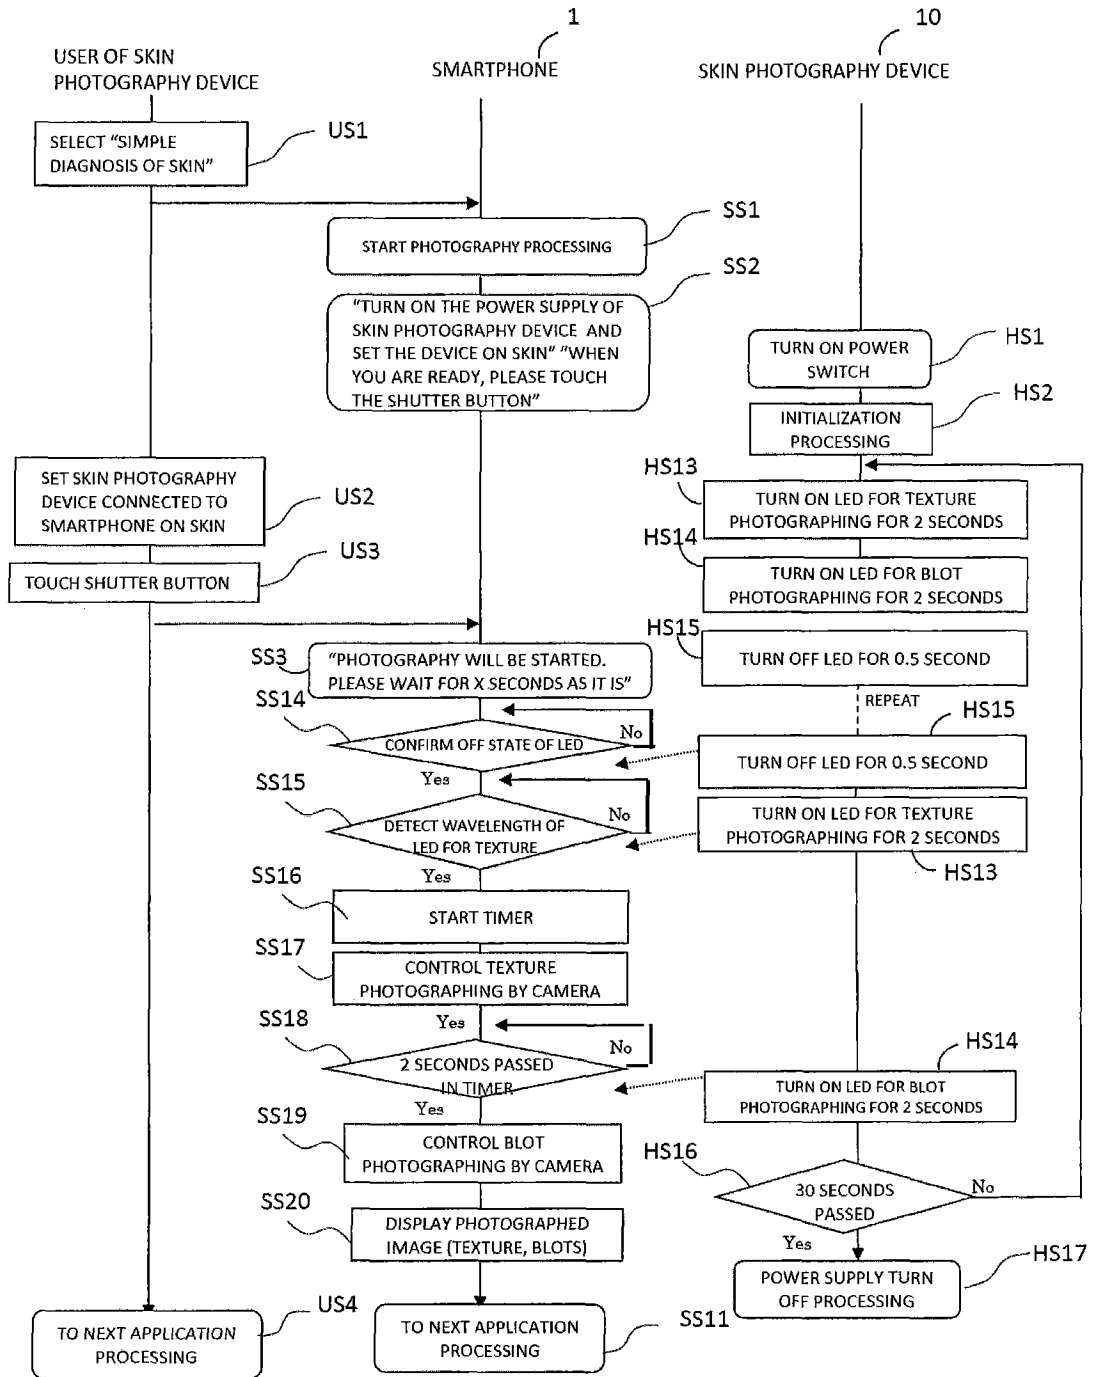 1
10
USER OF SKIN
PHOTOGRAPHY DEVICE
SMARTPHONE
SKIN PHOTOGRAPHY DEVICE
SELECT “SIMPLE
DIAGNOSIS OF SKIN”
US1
START PHOTOGRAPHY PROCESSING
SS1
“TURN ON THE POWER SUPPLY OF
SKIN PHOTOGRAPHY DEVICE AND
SET THE DEVICE ON SKIN” “WHEN
YOU ARE READY, PLEASE TOUCH
THE SHUTTER BUTTON”
SS2
TURN ON POWER
SWITCH
HS1
INITIALIZATION
PROCESSING
HS2
SET SKIN PHOTOGRAPHY
DEVICE CONNECTED TO
SMARTPHONE ON SKIN
US2
HS13
TURN ON LED FOR TEXTURE
PHOTOGRAPHING FOR 2 SECONDS
TOUCH SHUTTER BUTTON
US3
HS14
TURN ON LED FOR BLOT
PHOTOGRAPHING FOR 2 SECONDS
HS15
TURN OFF LED FOR 0.5 SECOND
REPEAT
SS3
“PHOTOGRAPHY WILL BE STARTED.
PLEASE WAIT FOR X SECONDS AS IT IS”
SS14
CONFIRM OFF STATE OF LED
No
Yes
HS15
TURN OFF LED FOR 0.5 SECOND
SS15
DETECT WAVELENGTH OF
LED FOR TEXTURE
No
Yes
TURN ON LED FOR TEXTURE
PHOTOGRAPHING FOR 2 SECONDS
HS13
SS16
START TIMER
SS17
CONTROL TEXTURE
PHOTOGRAPHING BY CAMERA
Yes
SS18
2 SECONDS PASSED
IN TIMER
No
Yes
HS14
TURN ON LED FOR BLOT
PHOTOGRAPHING FOR 2 SECONDS
SS19
CONTROL BLOT
PHOTOGRAPHING BY CAMERA
HS16
30 SECONDS
PASSED
No
Yes
SS20
DISPLAY PHOTOGRAPHED
IMAGE (TEXTURE, BLOTS)
POWER SUPPLY TURN
OFF PROCESSING
HS17
TO NEXT APPLICATION
PROCESSING
US4
TO NEXT APPLICATION
PROCESSING
SS11